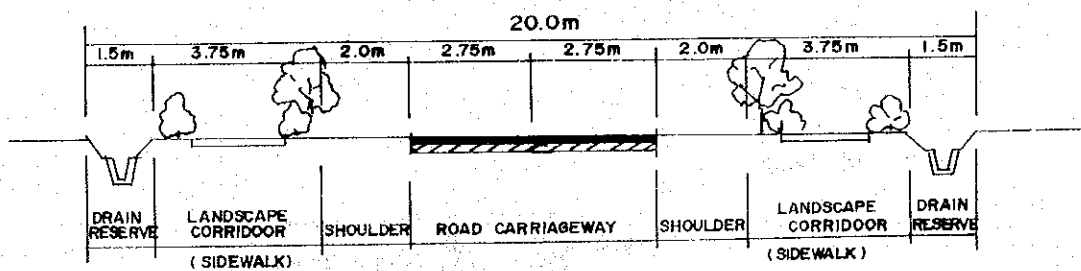 20.0m
1.5m 3.75m 2.0m 2.75m 2.75m 2.0m 3.75m 1.5m
DRAIN RESERVE
LANDSCAPE CORRIDOOR
(SIDEWALK)
SHOULDER
ROAD CARRIAGEWAY
SHOULDER
LANDSCAPE CORRIDOOR
(SIDEWALK)
DRAIN RESERVE